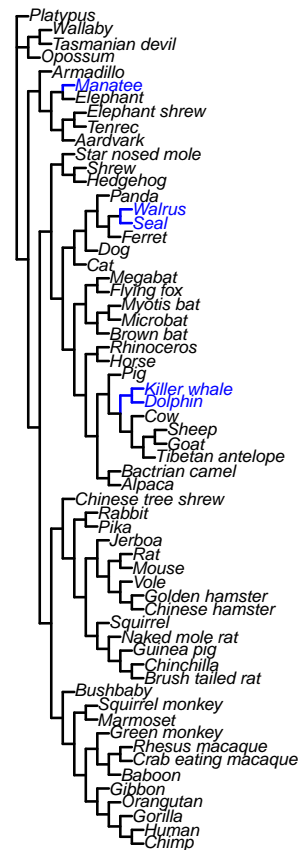 Platypus
Wallaby
Tasmanian devil
Opossum
Armadillo
Manatee
Elephant
Elephant shrew
Tenrec
Aardvark
Star nosed mole
Shrew
Hedgehog
Panda
Walrus
Seal
Ferret
Dog
Cat
Megabat
Flying fox
Myotis bat
Microbat
Brown bat
Rhinoceros
Horse
Pig
Killer whale
Dolphin
Cow
Sheep
Goat
Tibetan antelope
Bactrian camel
Alpaca
Chinese tree shrew
Rabbit
Pika
Jerboa
Rat
Mouse
Vole
Golden hamster
Chinese hamster
Squirrel
Naked mole rat
Guinea pig
Chinchilla
Brush tailed rat
Bushbaby
Squirrel monkey
Marmoset
Green monkey
Rhesus macaque
Crab eating macaque
Baboon
Gibbon
Orangutan
Gorilla
Human
Chimp